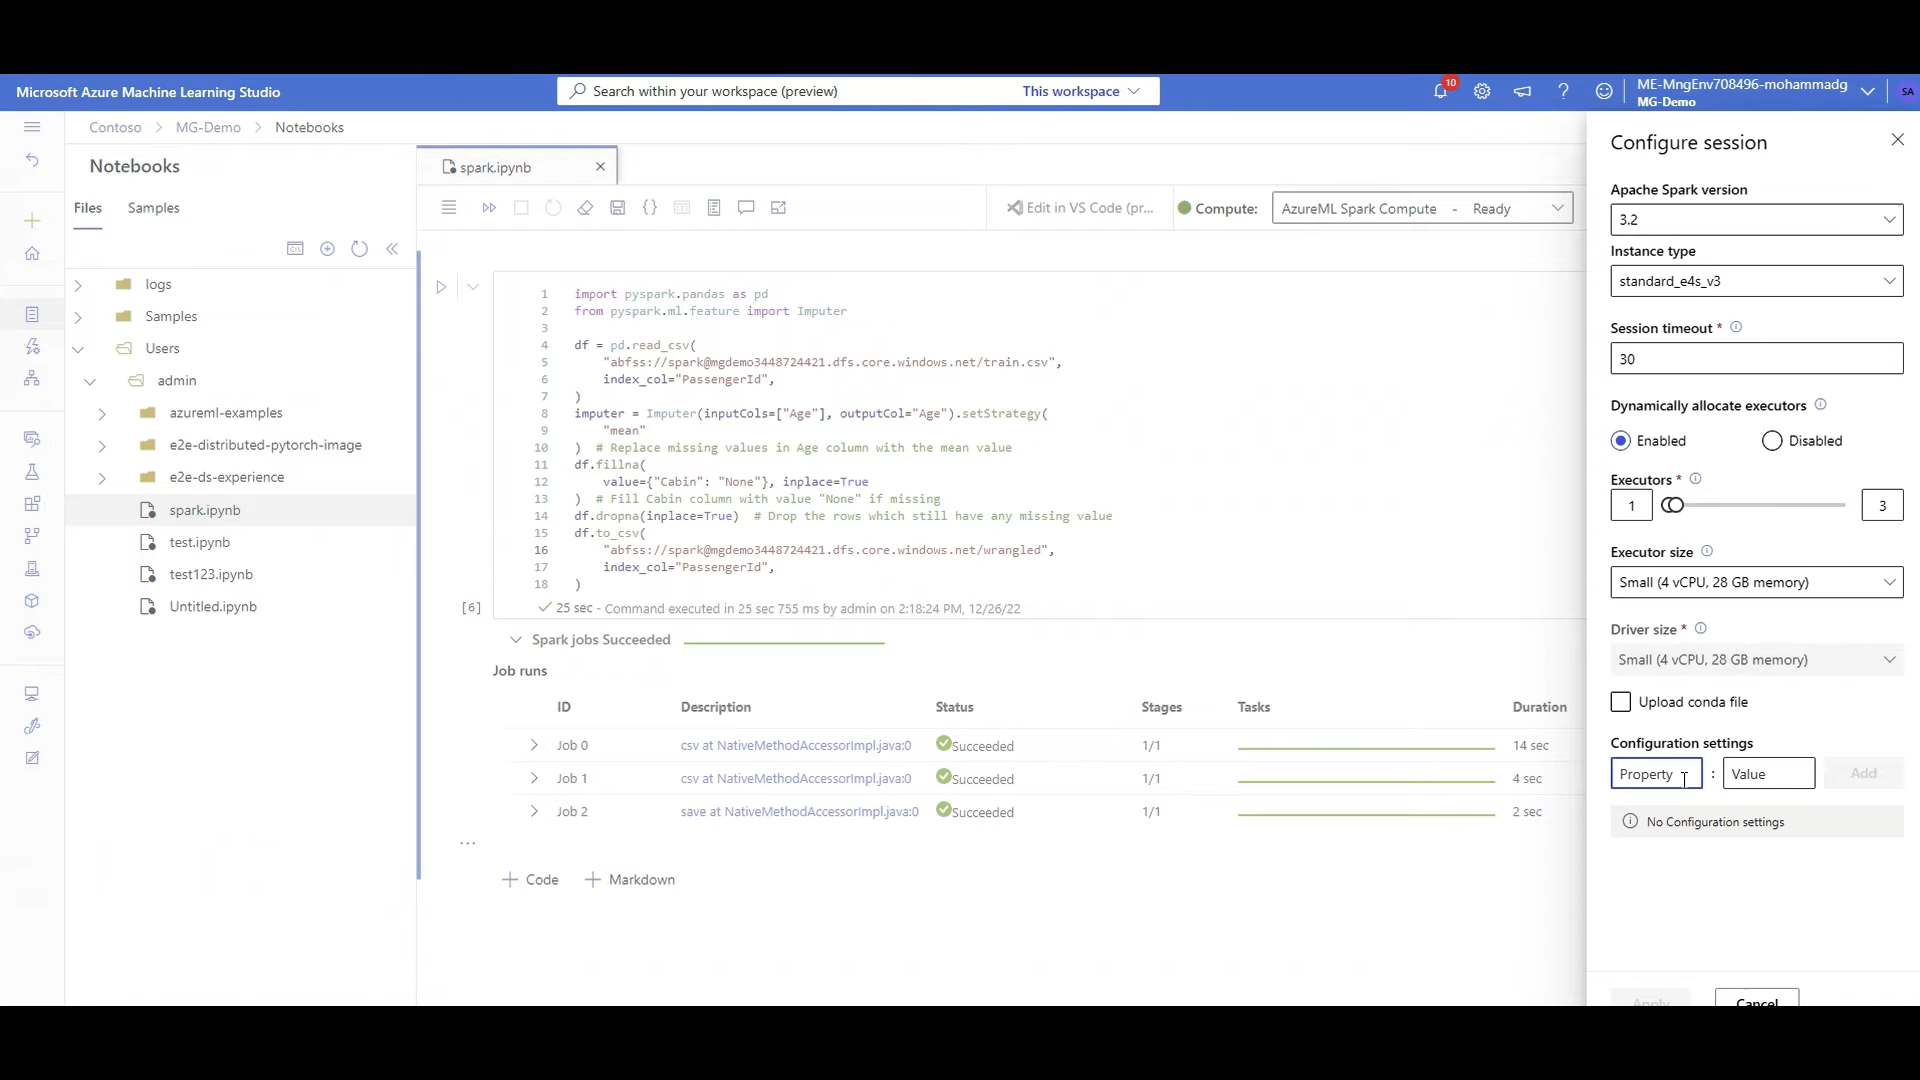 Microsoft Azure Machine Learning Studio
Search within your workspace (preview)
This workspace
10
ME-MngEnv708496-mohammadg
MG-Demo
SA
Contoso > MG-Demo > Notebooks
Notebooks
Files
Samples
logs
Samples
Users
admin
azureml-examples
e2e-distributed-pytorch-image
e2e-ds-experience
spark.ipynb
test.ipynb
test123.ipynb
Untitled.ipynb
spark.ipynb
Edit in VS Code (pr...
Compute:
AzureML Spark Compute - Ready
1 import pyspark.pandas as pd
2 from pyspark.ml.feature import Imputer
3
4 df = pd.read_csv(
5 "abfss://spark@mgdemo3448724421.dfs.core.windows.net/train.csv",
6 index_col="PassengerId",
7 )
8 imputer = Imputer(inputCols=["Age"], outputCol="Age").setStrategy(
9 "mean"
10 ) # Replace missing values in Age column with the mean value
11 df.fillna(
12 value={"Cabin": "None"}, inplace=True
13 ) # Fill Cabin column with value "None" if missing
14 df.dropna(inplace=True) # Drop the rows which still have any missing value
15 df.to_csv(
16 "abfss://spark@mgdemo3448724421.dfs.core.windows.net/wrangled",
17 index_col="PassengerId",
18 )
[6]
25 sec - Command executed in 25 sec 755 ms by admin on 2:18:24 PM, 12/26/22
Spark jobs Succeeded
Job runs
ID Description Status Stages Tasks Duration
Job 0 csv at NativeMethodAccessorImpl.java:0 Succeeded 1/1 14 sec
Job 1 csv at NativeMethodAccessorImpl.java:0 Succeeded 1/1 4 sec
Job 2 save at NativeMethodAccessorImpl.java:0 Succeeded 1/1 2 sec
...
+ Code + Markdown
Configure session
Apache Spark version
3.2
Instance type
standard_e4s_v3
Session timeout *
30
Dynamically allocate executors
Enabled
Disabled
Executors *
1
3
Executor size
Small (4 vCPU, 28 GB memory)
Driver size *
Small (4 vCPU, 28 GB memory)
Upload conda file
Configuration settings
Property : Value Add
No Configuration settings
Apply
Cancel